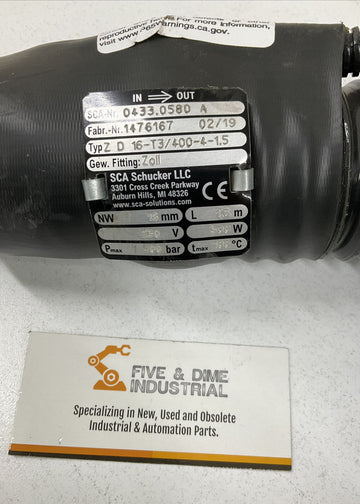 reproductive
For more information,
visit www.P65Warnings.ca.gov.
IN → OUT
SCA-Nr. 0433.0580 A
Fabr.-Nr. 1476167 02/19
Typ Z D 16-T3/400-4-1.5
Gew. Fitting: Zoll
SCA Schucker LLC
3301 Cross Creek Parkway
Auburn Hills, MI 48326
www.sca-solutions.com
CE
NW mm L m
V W
Pmax bar tmax °C
FIVE & DIME
INDUSTRIAL
Specializing in New, Used and Obsolete
Industrial & Automation Parts.